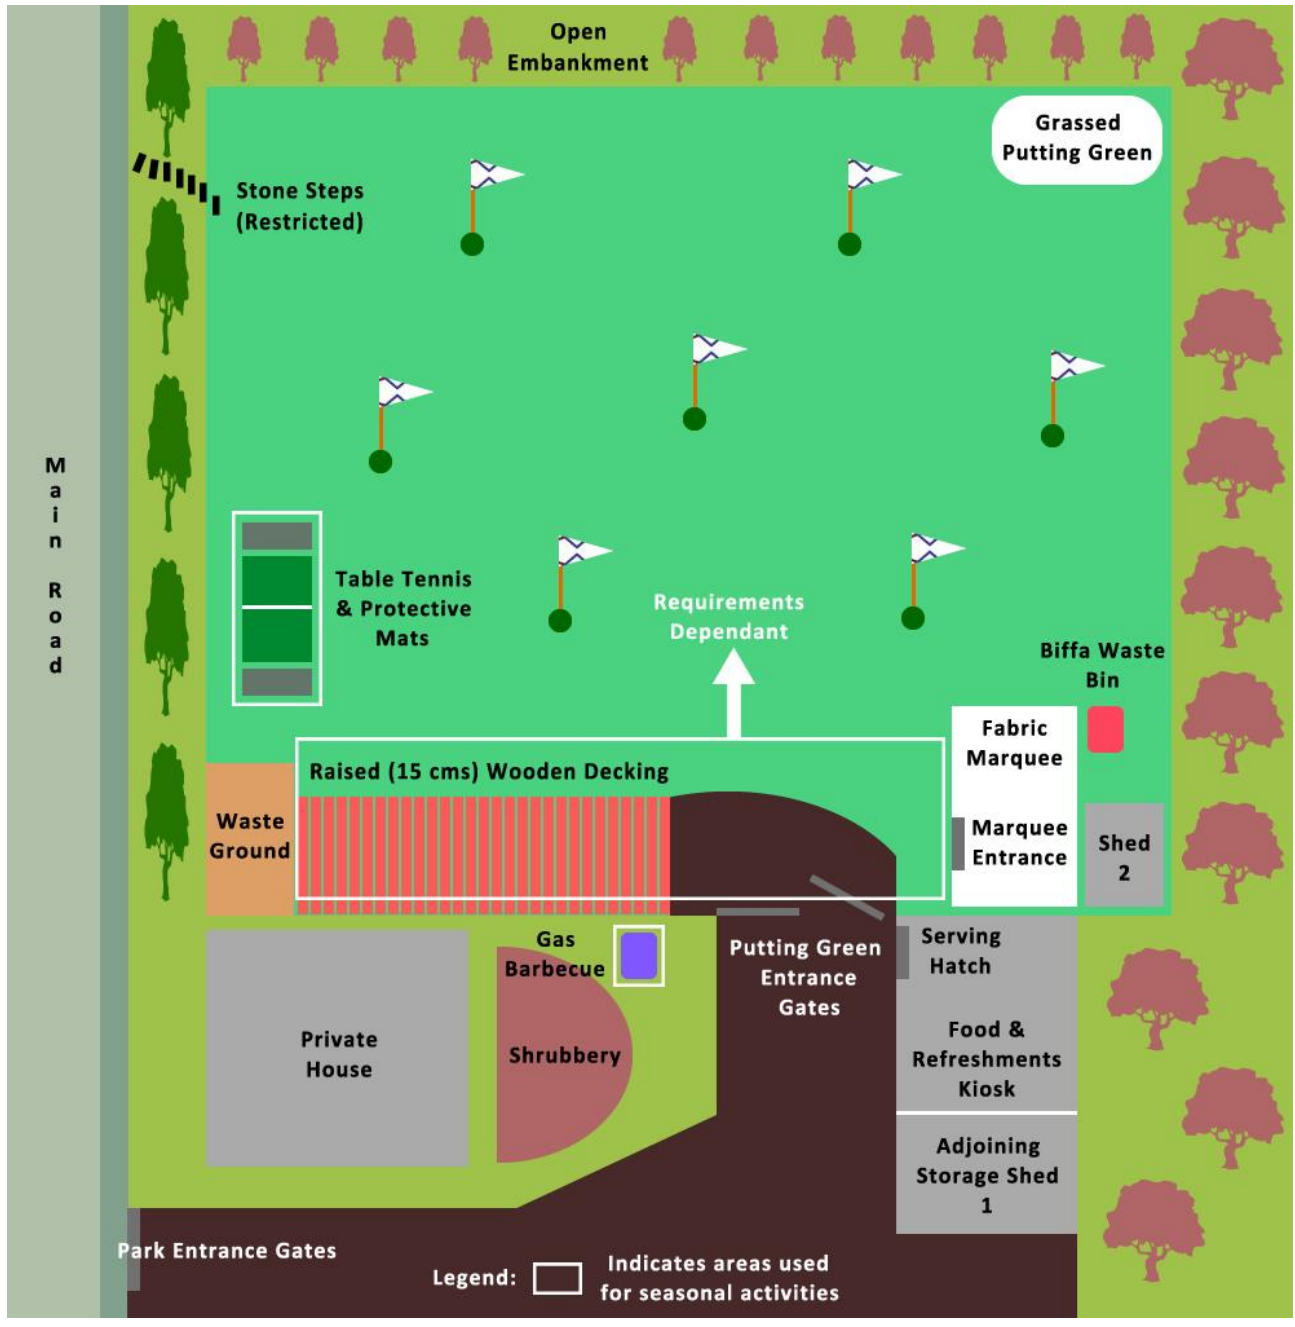 Open
Embankment
Grassed
Putting Green
Stone Steps
(Restricted)
Main Road
Table Tennis
& Protective
Mats
Requirements
Dependant
Biffa Waste
Bin
Fabric
Marquee
Raised (15 cms) Wooden Decking
Waste
Ground
Marquee
Entrance
Shed
2
Gas
Barbecue
Putting Green
Entrance
Gates
Serving
Hatch
Private
House
Shrubbery
Food &
Refreshments
Kiosk
Adjoining
Storage Shed
1
Park Entrance Gates
Legend:
Indicates areas used
for seasonal activities